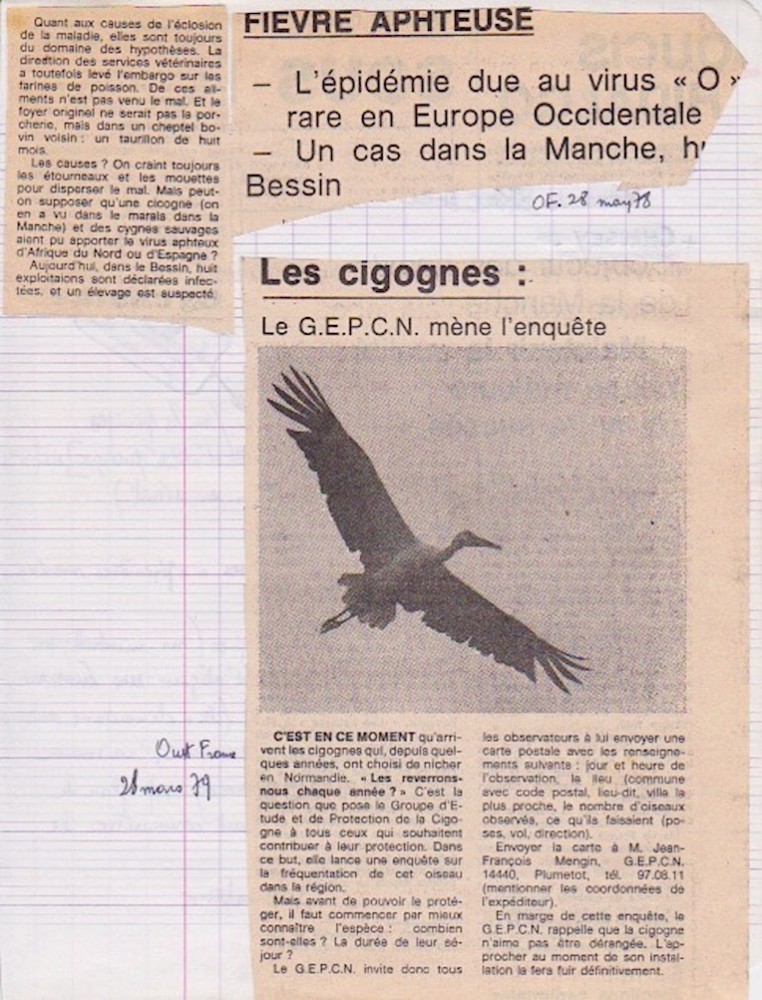 Quant aux causes de l'éclosion
de la maladie, elles sont toujours
du domaine des hypothèses. La
direction des services vétérinaires
a toutefois levé l'embargo sur les
farines de poisson. De ces ali-
ments n'est pas venu le mal. Et le
foyer originel ne serait pas la por-
cherie, mais dans un cheptel bo-
vin voisin : un taurillon de huit
mois.
Les causes ? On craint toujours
les étourneaux et les mouettes
pour disperser le mal. Mais peut-
on supposer qu'une cicogne (on
en a vu dans le marais dans la
Manche) et des cygnes sauvages
aient pu apporter le virus aphteux
d'Afrique du Nord ou d'Espagne ?
Aujourd'hui, dans le Bessin, huit
exploitaions sont déclarées infec-
tées, et un élevage est suspecté.
FIEVRE APHTEUSE
– L'épidémie due au virus « O »
rare en Europe Occidentale
– Un cas dans la Manche,
Bessin
OF. 28 may 78
Les cigognes :
Le G.E.P.C.N. mène l'enquête
Ouest France
28 mars 79
C'EST EN CE MOMENT qu'arri-
vent les cigognes qui, depuis quel-
ques années, ont choisi de nicher
en Normandie. « Les reverrons-
nous chaque année ? » C'est la
question que pose le Groupe d'E-
tude et de Protection de la Cigo-
gne à tous ceux qui souhaitent
contribuer à leur protection. Dans
ce but, elle lance une enquête sur
la fréquentation de cet oiseau
dans la région.
Mais avant de pouvoir le proté-
ger, il faut commencer par mieux
connaître l'espèce : combien
sont-elles ? La durée de leur sé-
jour ?
Le G.E.P.C.N. invite donc tous
les observateurs à lui envoyer une
carte postale avec les renseigne-
ments suivants : jour et heure de
l'observation, le lieu (commune
avec code postal, lieu-dit, ville la
plus proche, le nombre d'oiseaux
observés, ce qu'ils faisaient (po-
sés, vol, direction).
Envoyer la carte à M. Jean-
François Mengin, G.E.P.C.N.
14440, Plumetot, tél. 97.08.11
(mentionner les coordonnées de
l'expéditeur).
En marge de cette enquête, le
G.E.P.C.N. rappelle que la cigogne
n'aime pas être dérangée. L'ap-
procher au moment de son instal-
lation la fera fuir définitivement.